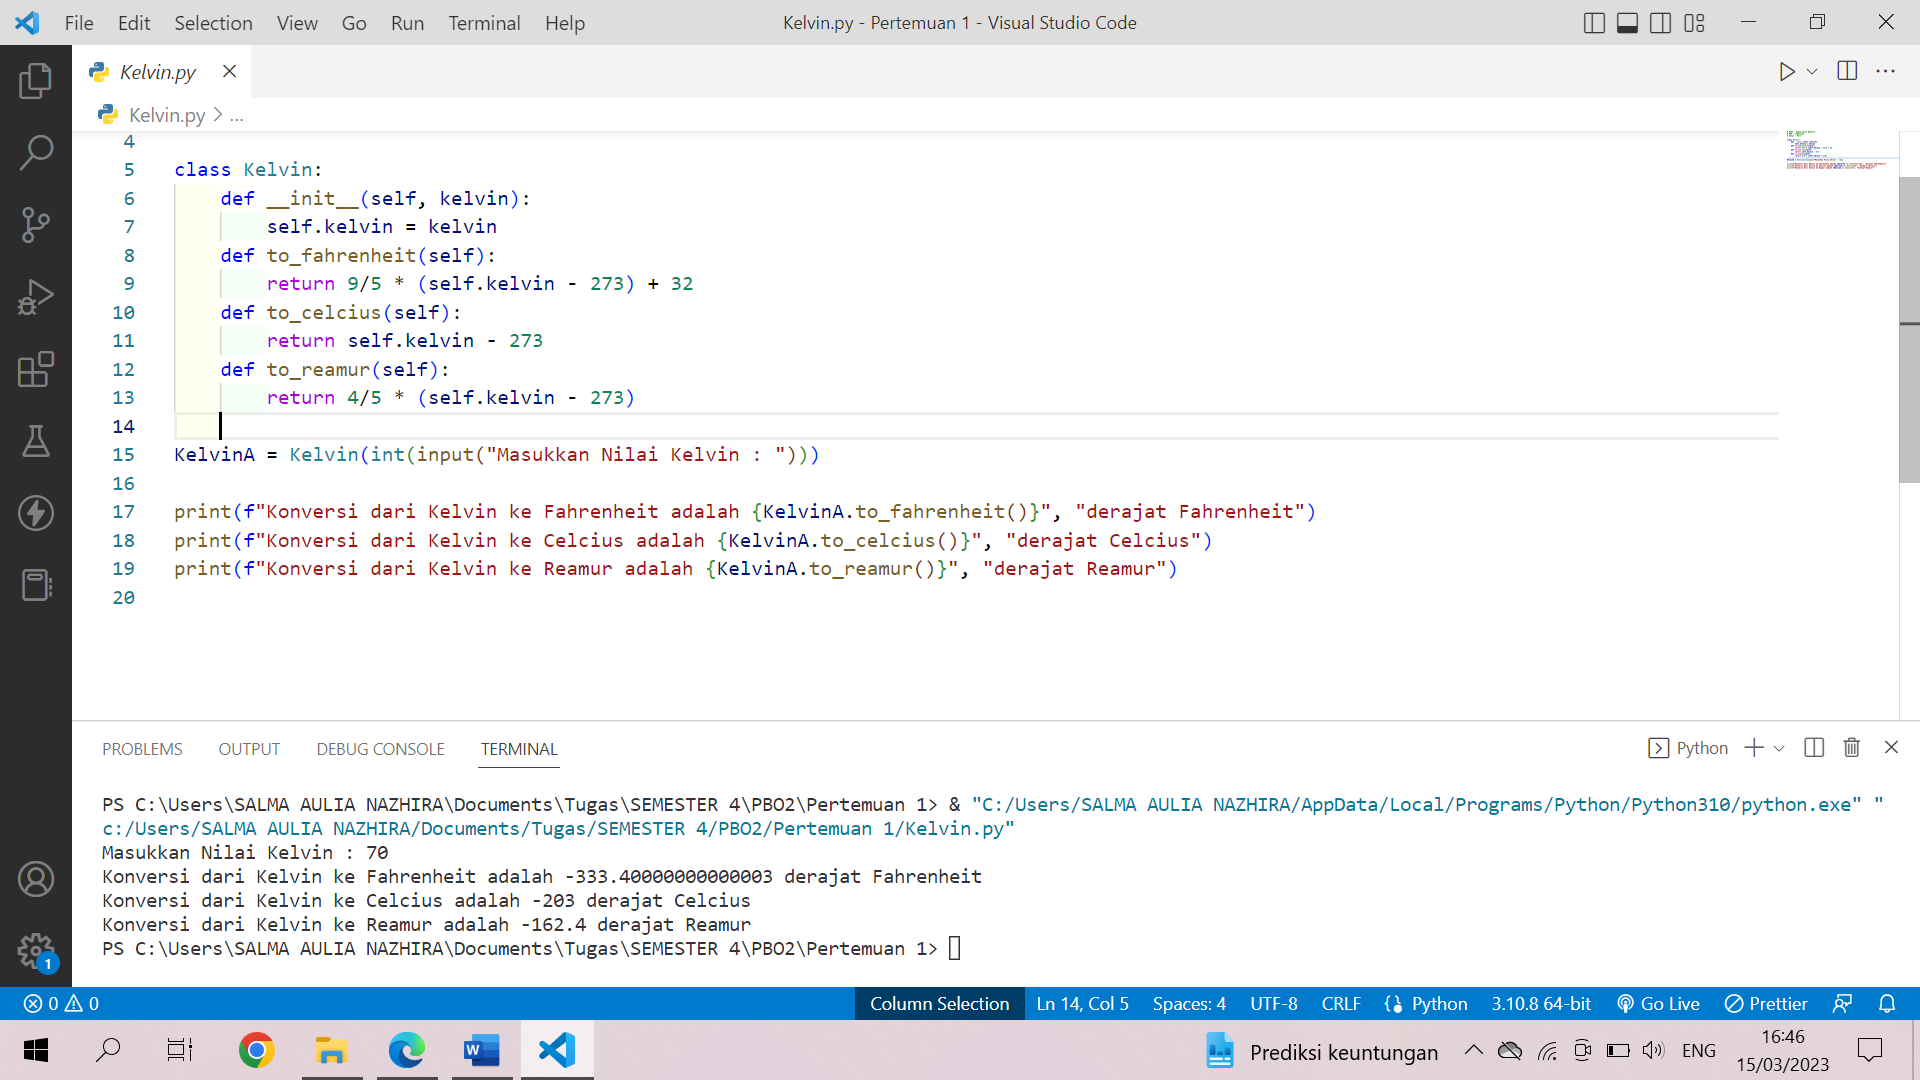 File Edit Selection View Go Run Terminal Help Kelvin.py - Pertemuan 1 - Visual Studio Code
Kelvin.py
Kelvin.py > ...
4
5 class Kelvin:
6     def __init__(self, kelvin):
7         self.kelvin = kelvin
8     def to_fahrenheit(self):
9         return 9/5 * (self.kelvin - 273) + 32
10     def to_celcius(self):
11         return self.kelvin - 273
12     def to_reamur(self):
13         return 4/5 * (self.kelvin - 273)
14
15 KelvinA = Kelvin(int(input("Masukkan Nilai Kelvin : ")))
16
17 print(f"Konversi dari Kelvin ke Fahrenheit adalah {KelvinA.to_fahrenheit()}", "derajat Fahrenheit")
18 print(f"Konversi dari Kelvin ke Celcius adalah {KelvinA.to_celcius()}", "derajat Celcius")
19 print(f"Konversi dari Kelvin ke Reamur adalah {KelvinA.to_reamur()}", "derajat Reamur")
20
PROBLEMS OUTPUT DEBUG CONSOLE TERMINAL Python
PS C:\Users\SALMA AULIA NAZHIRA\Documents\Tugas\SEMESTER 4\PBO2\Pertemuan 1> & "C:/Users/SALMA AULIA NAZHIRA/AppData/Local/Programs/Python/Python310/python.exe" "
c:/Users/SALMA AULIA NAZHIRA/Documents/Tugas/SEMESTER 4/PBO2/Pertemuan 1/Kelvin.py"
Masukkan Nilai Kelvin : 70
Konversi dari Kelvin ke Fahrenheit adalah -333.40000000000003 derajat Fahrenheit
Konversi dari Kelvin ke Celcius adalah -203 derajat Celcius
Konversi dari Kelvin ke Reamur adalah -162.4 derajat Reamur
PS C:\Users\SALMA AULIA NAZHIRA\Documents\Tugas\SEMESTER 4\PBO2\Pertemuan 1>
1
0 0 Column Selection Ln 14, Col 5 Spaces: 4 UTF-8 CRLF Python 3.10.8 64-bit Go Live Prettier
Prediksi keuntungan ENG 16:46
15/03/2023